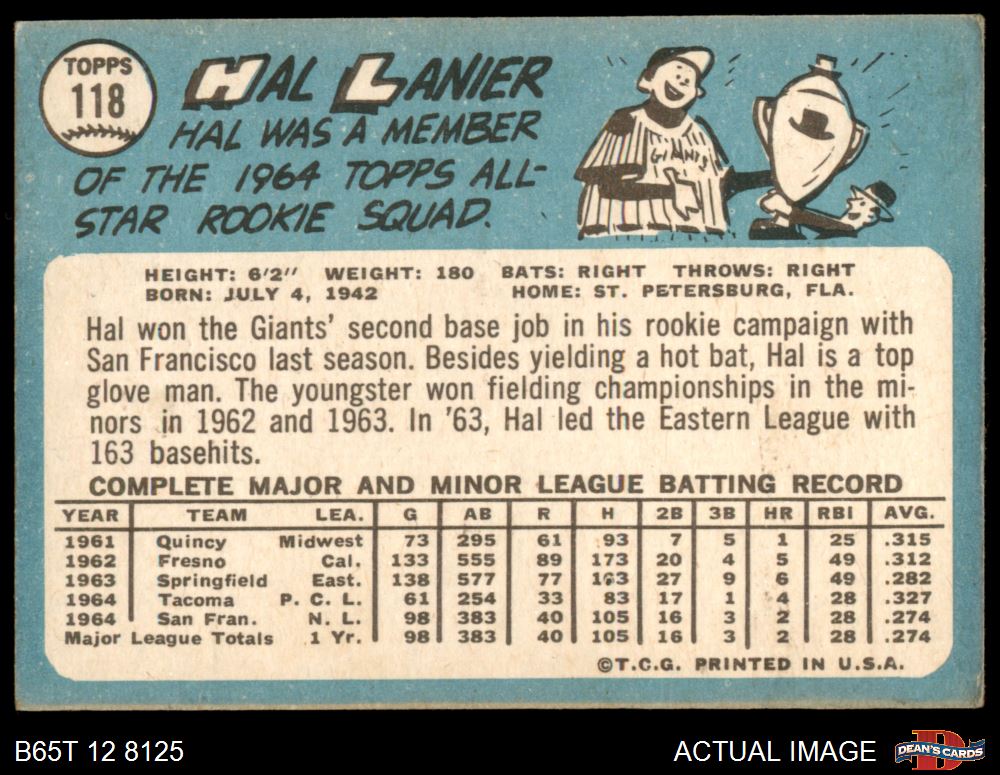 TOPPS
118
HAL LANIER
HAL WAS A MEMBER
OF THE 1964 TOPPS ALL-
STAR ROOKIE SQUAD.
GIANTS
HEIGHT: 6'2" WEIGHT: 180 BATS: RIGHT THROWS: RIGHT
BORN: JULY 4, 1942 HOME: ST. PETERSBURG, FLA.
Hal won the Giants' second base job in his rookie campaign with
San Francisco last season. Besides yielding a hot bat, Hal is a top
glove man. The youngster won fielding championships in the mi-
nors in 1962 and 1963. In '63, Hal led the Eastern League with
163 basehits.
COMPLETE MAJOR AND MINOR LEAGUE BATTING RECORD
YEAR TEAM LEA. G AB R H 2B 3B HR RBI AVG.
1961 Quincy Midwest 73 295 61 93 7 5 1 25 .315
1962 Fresno Cal. 133 555 89 173 20 4 5 49 .312
1963 Springfield East. 138 577 77 163 27 9 6 49 .282
1964 Tacoma P. C. L. 61 254 33 83 17 1 4 28 .327
1964 San Fran. N. L. 98 383 40 105 16 3 2 28 .274
Major League Totals 1 Yr. 98 383 40 105 16 3 2 28 .274
©T.C.G. PRINTED IN U.S.A.
B65T 12 8125
ACTUAL IMAGE
D
DEAN'S CARDS